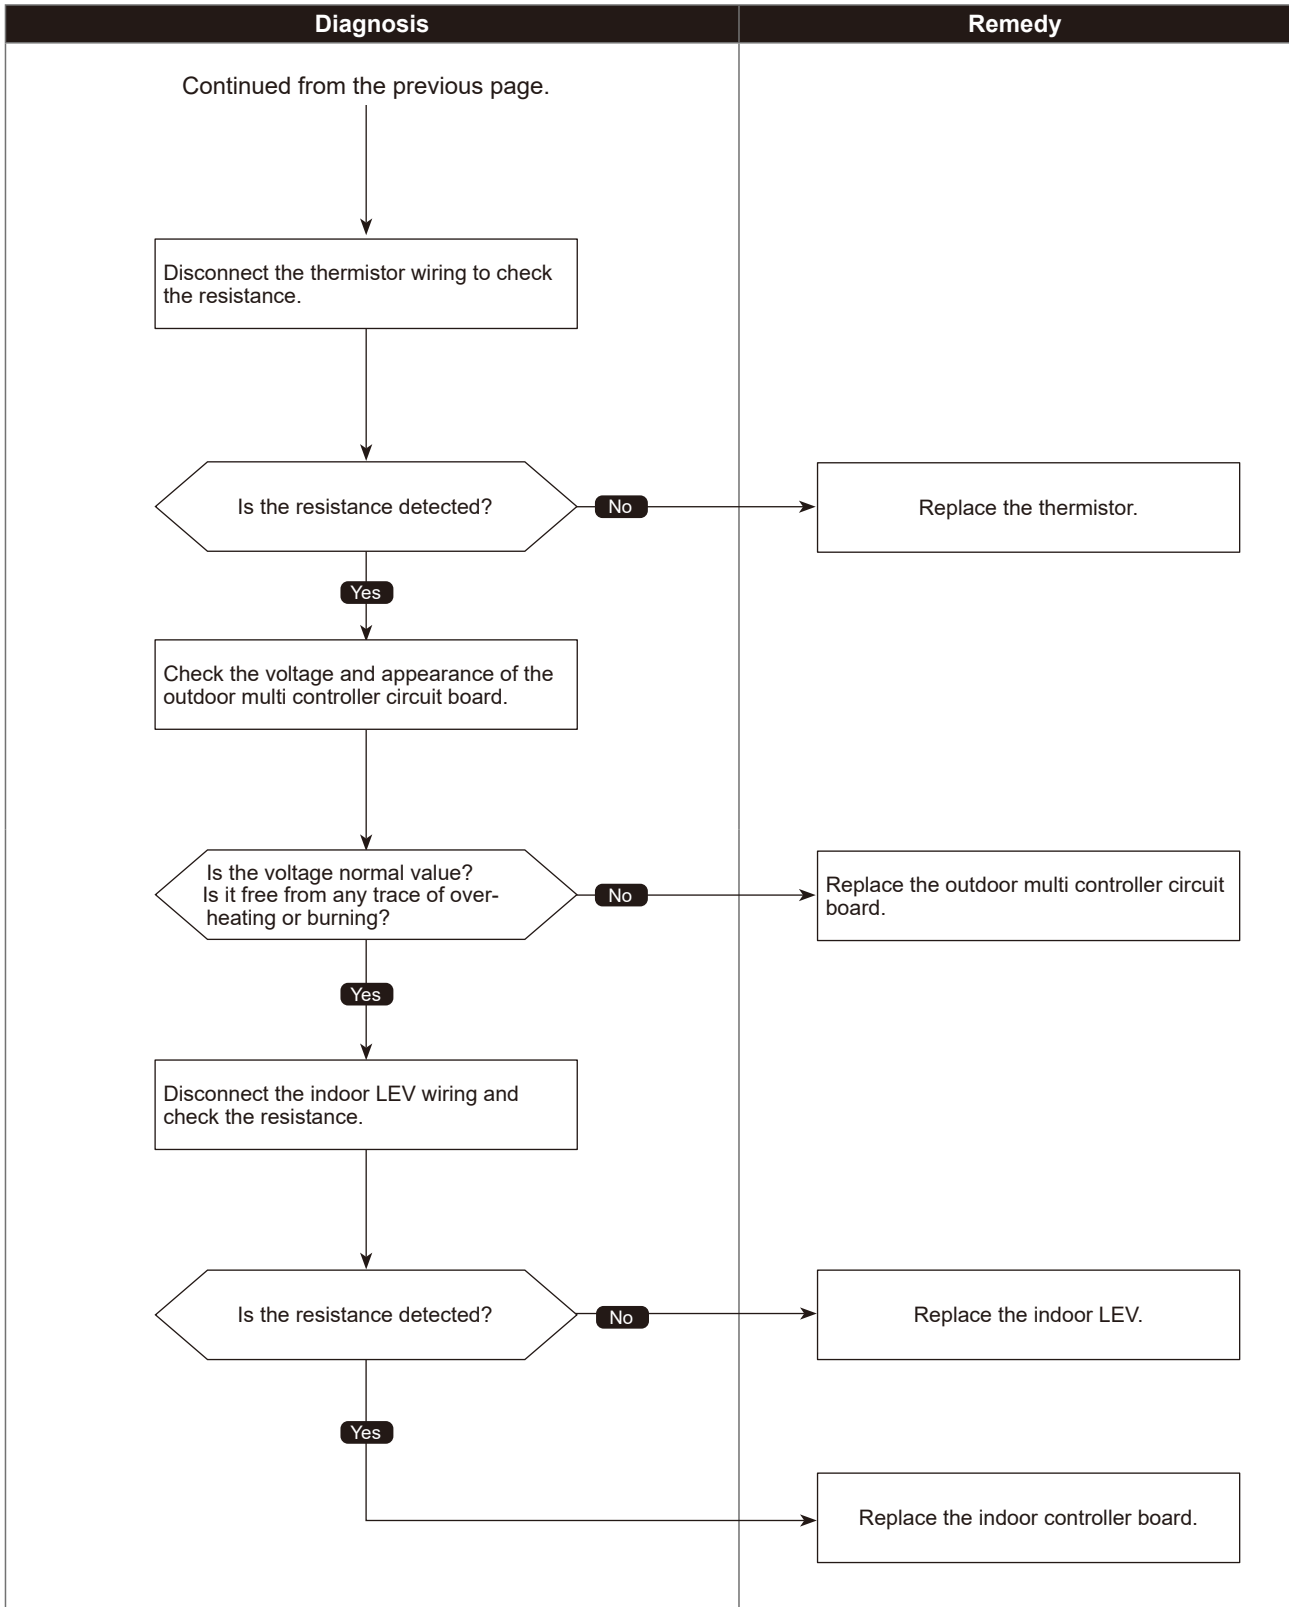 Diagnosis
Remedy
Continued from the previous page.
Disconnect the thermistor wiring to check
the resistance.
Is the resistance detected?
No
Replace the thermistor.
Yes
Check the voltage and appearance of the
outdoor multi controller circuit board.
Is the voltage normal value?
Is it free from any trace of over-
heating or burning?
No
Replace the outdoor multi controller circuit
board.
Yes
Disconnect the indoor LEV wiring and
check the resistance.
Is the resistance detected?
No
Replace the indoor LEV.
Yes
Replace the indoor controller board.